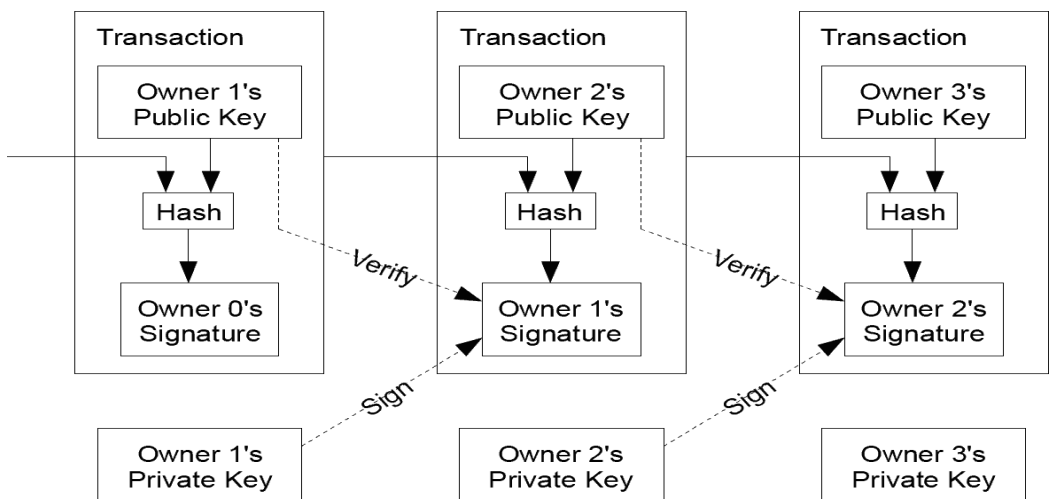 Transaction
Owner 1's
Public Key
Hash
Owner 0's
Signature
Transaction
Owner 2's
Public Key
Hash
Owner 1's
Signature
Transaction
Owner 3's
Public Key
Hash
Owner 2's
Signature
Verify
Verify
Sign
Sign
Owner 1's
Private Key
Owner 2's
Private Key
Owner 3's
Private Key